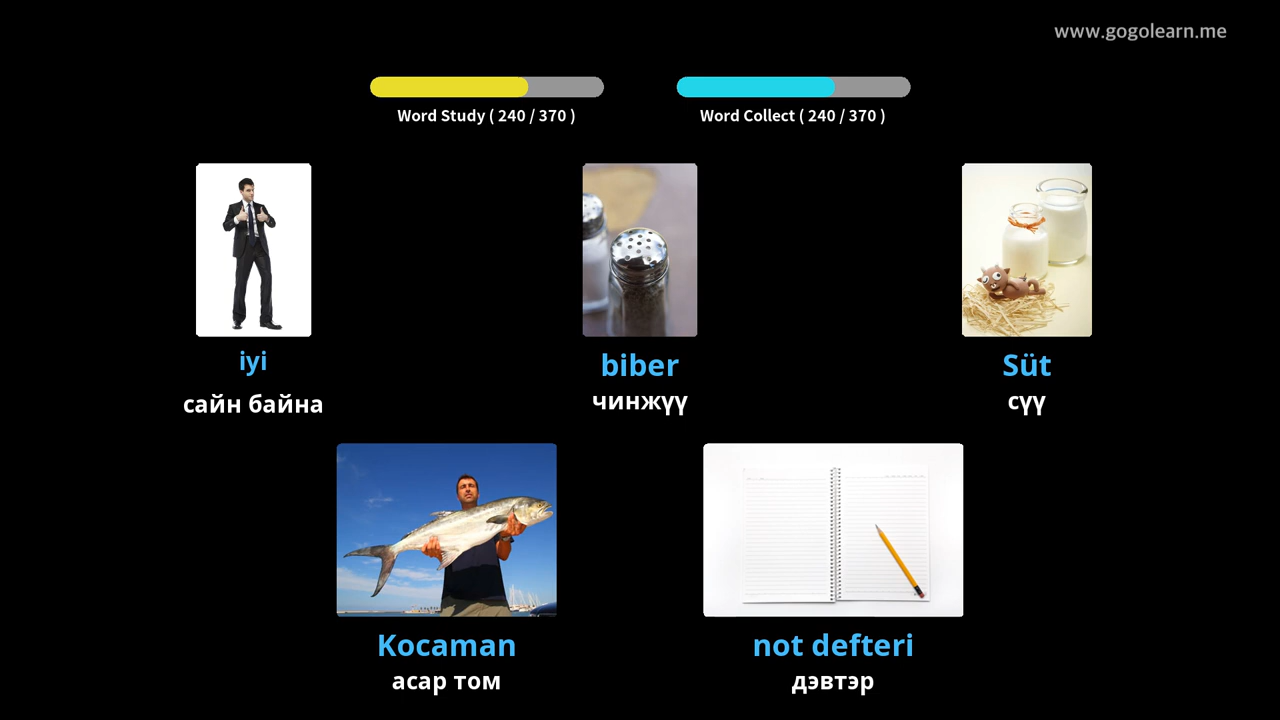 www.gogolearn.me
Word Study ( 240 / 370 )
Word Collect ( 240 / 370 )
iyi
сайн байна
biber
чинжүү
Süt
сүү
Kocaman
асар том
not defteri
дэвтэр